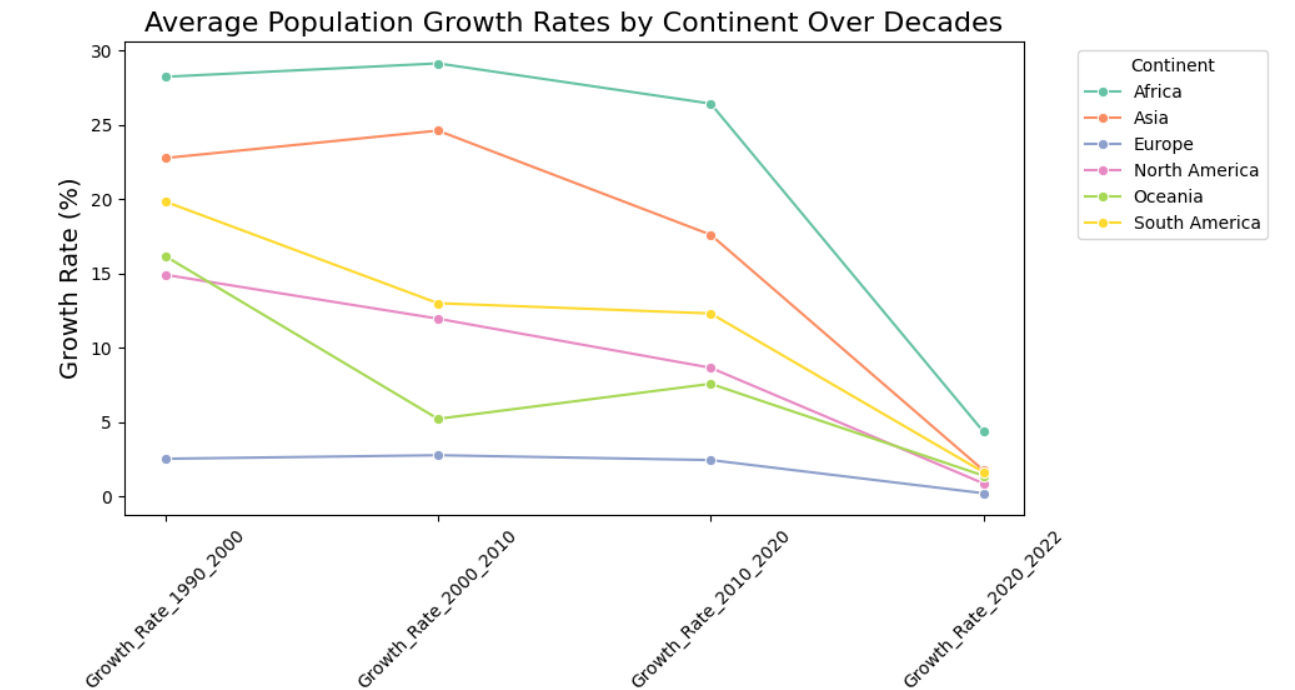 Average Population Growth Rates by Continent Over Decades
30
25
20
15
10
5
0
Growth Rate (%)
Growth_Rate_1990_2000
Growth_Rate_2000_2010
Growth_Rate_2010_2020
Growth_Rate_2020_2022
Continent
Africa
Asia
Europe
North America
Oceania
South America